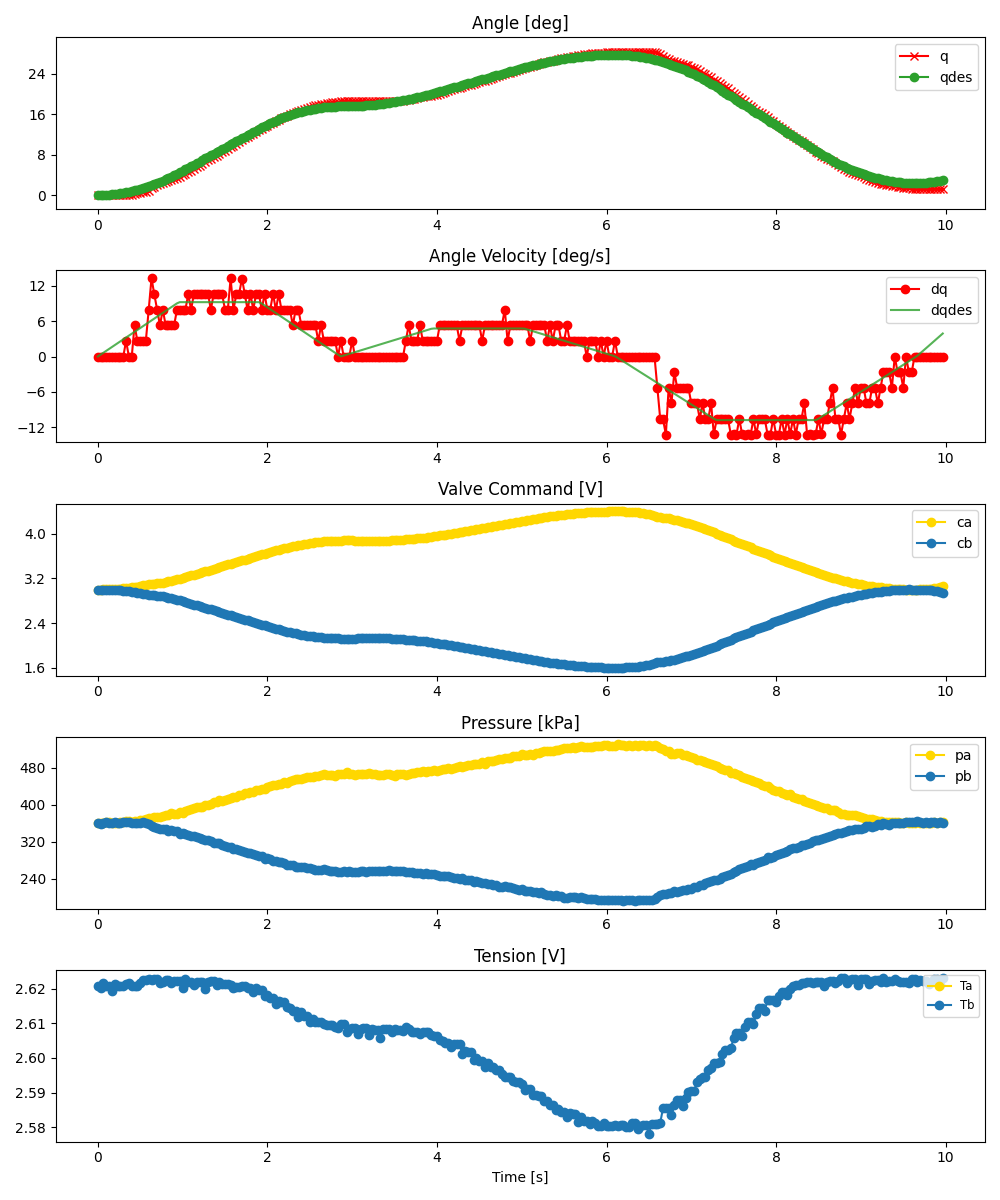 Angle [deg]
24
16
8
0
q
qdes
0 2 4 6 8 10
Angle Velocity [deg/s]
12
6
0
−6
−12
dq
dqdes
0 2 4 6 8 10
Valve Command [V]
4.0
3.2
2.4
1.6
ca
cb
0 2 4 6 8 10
Pressure [kPa]
480
400
320
240
pa
pb
0 2 4 6 8 10
Tension [V]
2.62
2.61
2.60
2.59
2.58
Ta
Tb
0 2 4 6 8 10
Time [s]